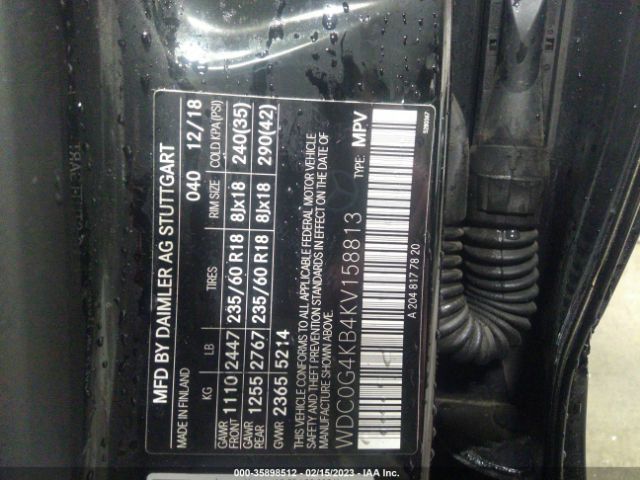 MFD BY DAIMLER AG STUTTGART
MADE IN FINLAND 040 12/18
KG LB TIRES RIM SIZE COLD KPA(PSI)
GAWR FRONT 1110 2447 235/60 R18 8Jx18 240(35)
GAWR REAR 1255 2767 235/60 R18 8Jx18 290(42)
GVWR 2365 5214
THIS VEHICLE CONFORMS TO ALL APPLICABLE FEDERAL MOTOR VEHICLE
SAFETY AND THEFT PREVENTION STANDARDS IN EFFECT ON THE DATE OF
MANUFACTURE SHOWN ABOVE.
WDC0G4KB4KV158813 TYPE: MPV
A 204 817 78 20
000-35898512 - 02/15/2023 - IAA Inc.